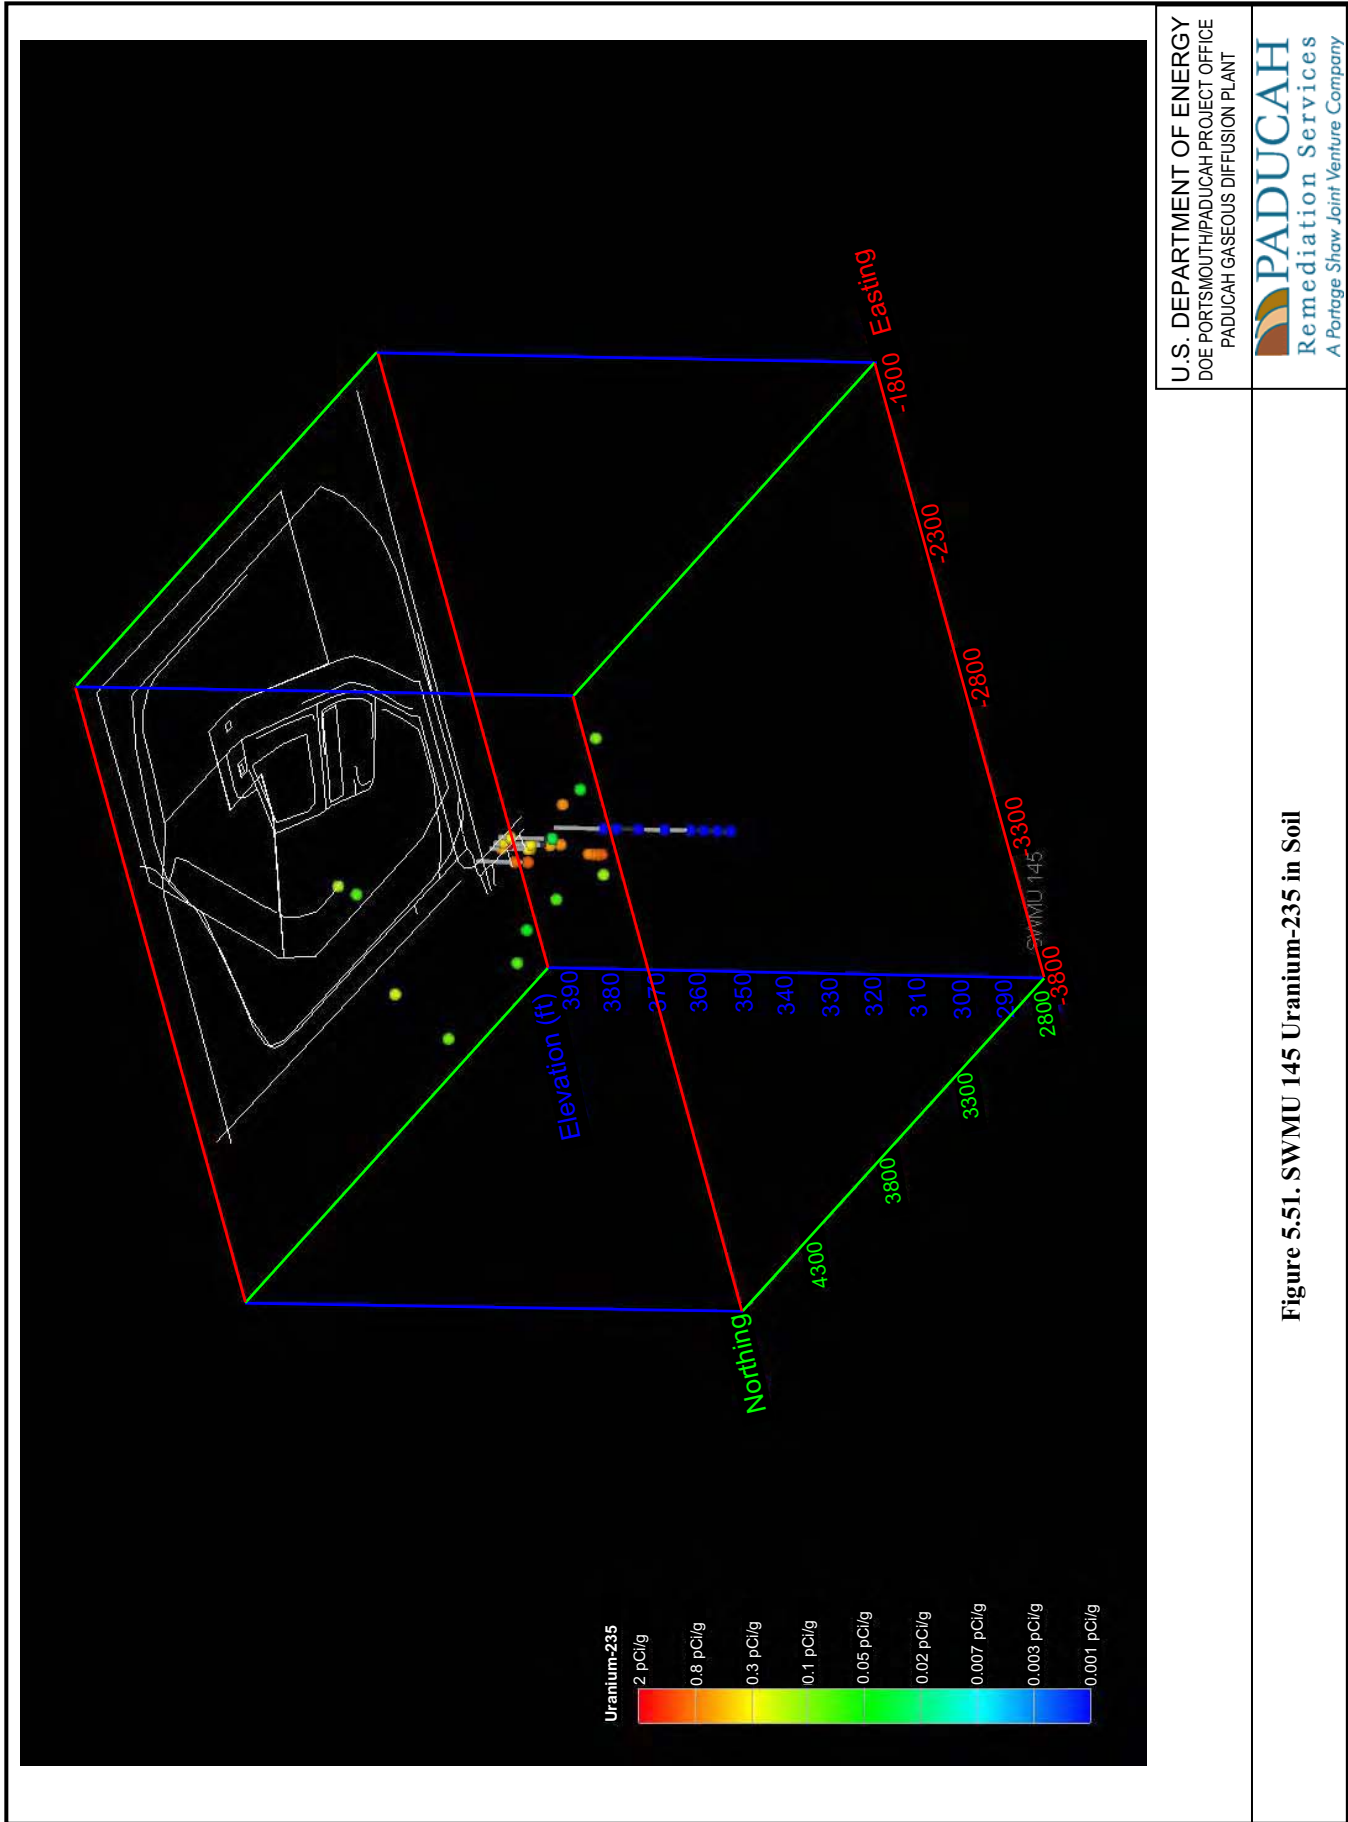 Uranium-235
2 pCi/g
0.8 pCi/g
0.3 pCi/g
0.1 pCi/g
0.05 pCi/g
0.02 pCi/g
0.007 pCi/g
0.003 pCi/g
0.001 pCi/g
Northing
4300
3800
3300
2800
Elevation (ft)
390
380
370
360
350
340
330
320
310
300
290
-3800
-3300
-2800
-2300
-1800
Easting
SWMU 145
Figure 5.51. SWMU 145 Uranium-235 in Soil
U.S. DEPARTMENT OF ENERGY
DOE PORTSMOUTH/PADUCAH PROJECT OFFICE
PADUCAH GASEOUS DIFFUSION PLANT
PADUCAH
Remediation Services
A Portage Shaw Joint Venture Company